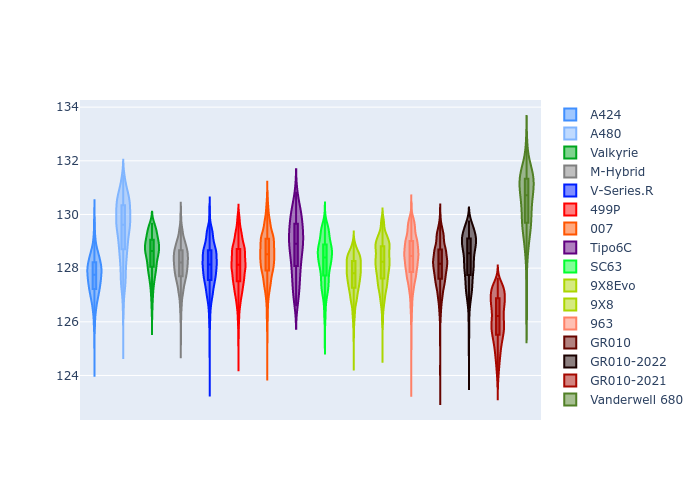 134
132
130
128
126
124
A424
A480
Valkyrie
M-Hybrid
V-Series.R
499P
007
Tipo6C
SC63
9X8Evo
9X8
963
GR010
GR010-2022
GR010-2021
Vanderwell 680